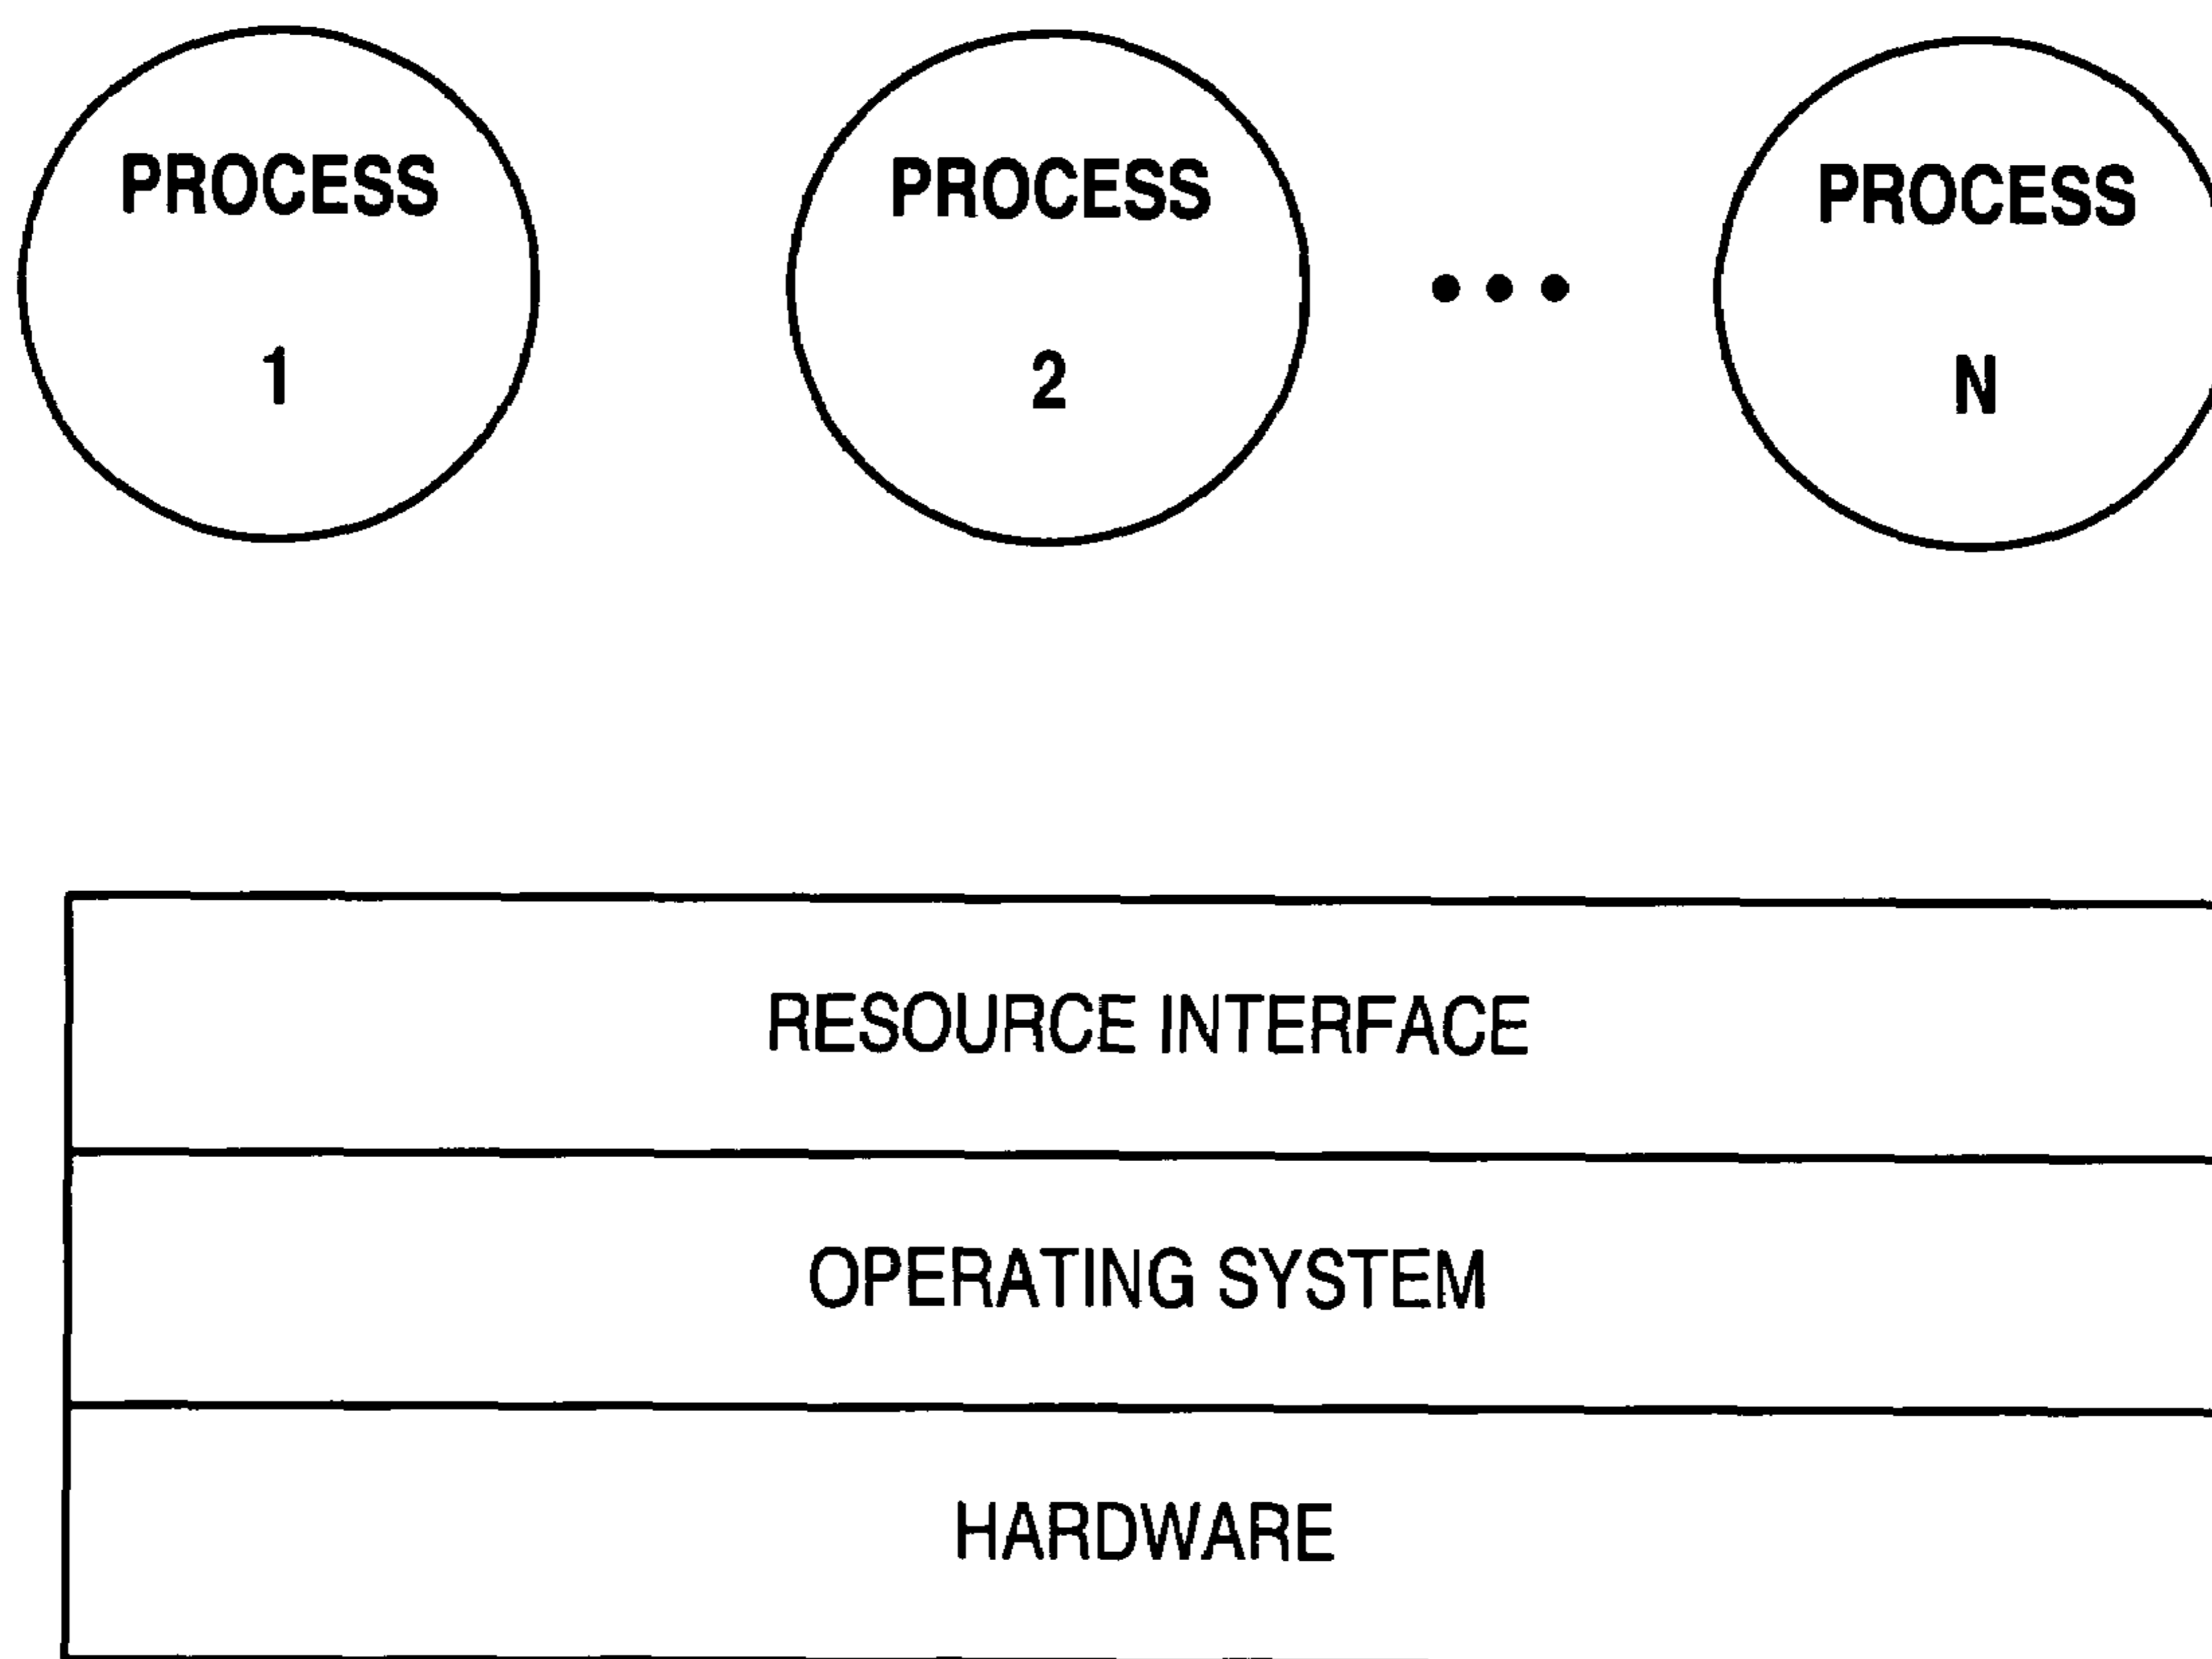 PROCESS
1
PROCESS
2
• • •
PROCESS
N
RESOURCE INTERFACE
OPERATING SYSTEM
HARDWARE